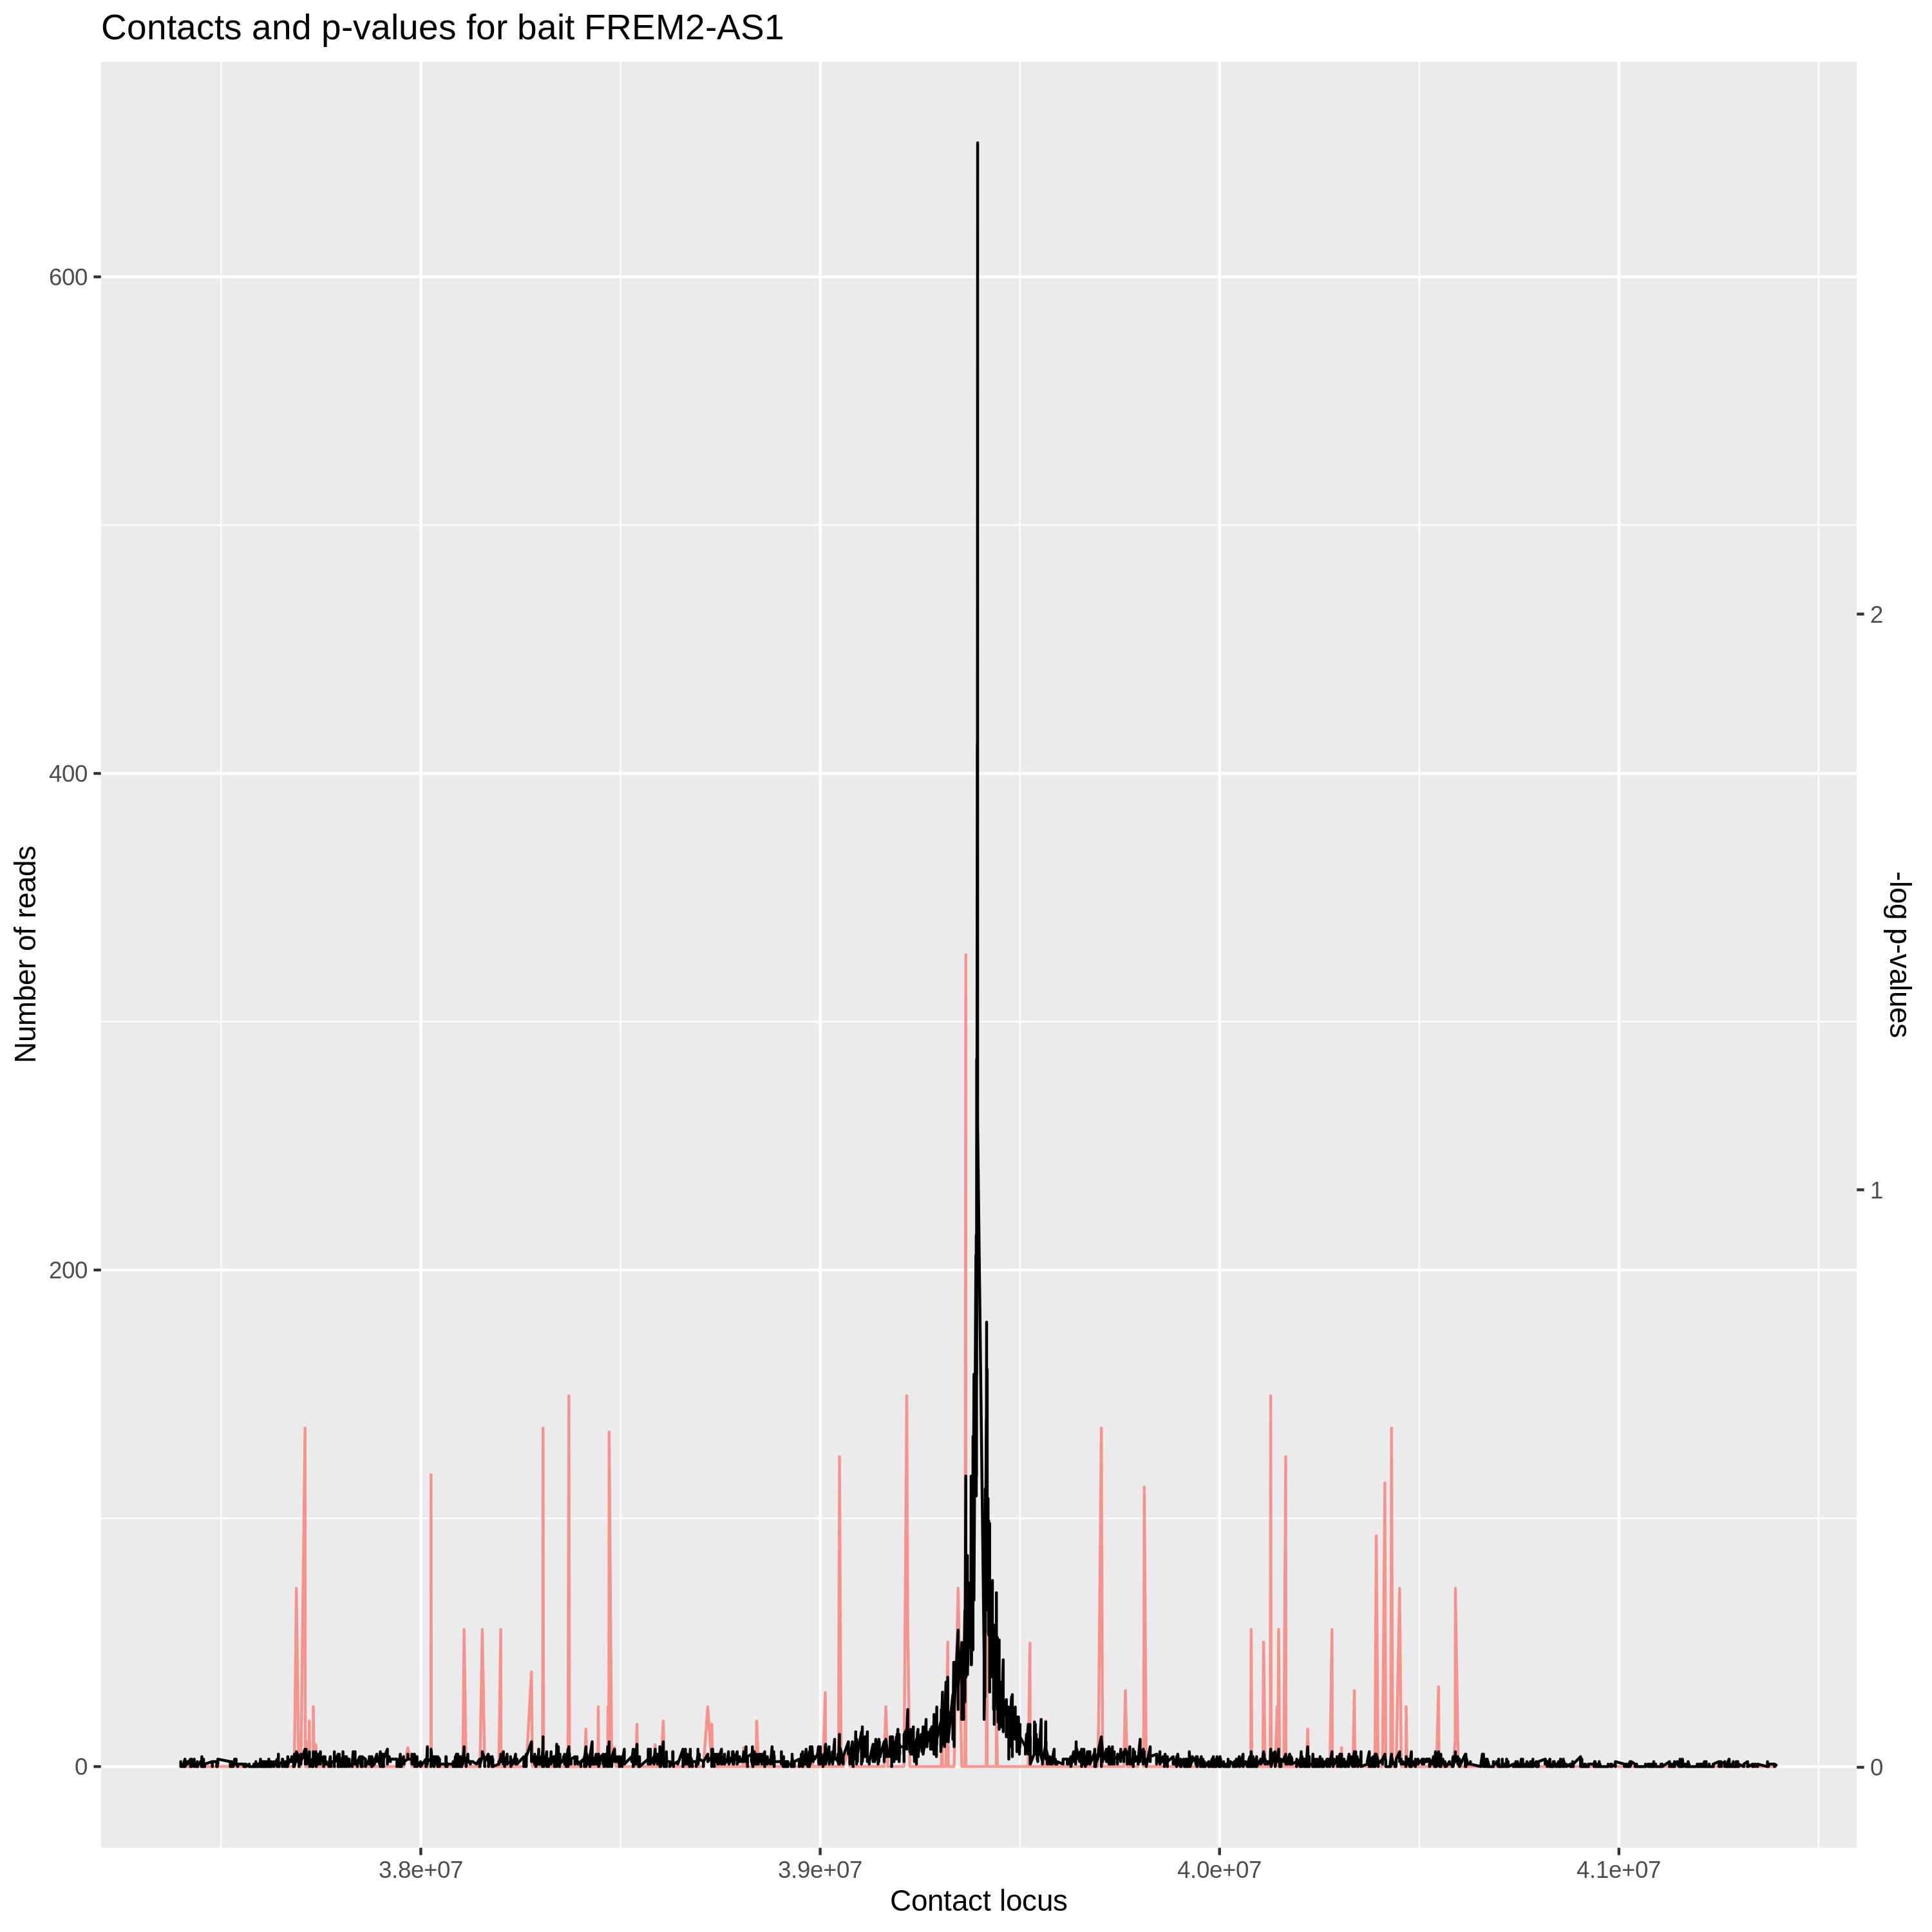 Contacts and p-values for bait FREM2-AS1
600
400
200
0
Number of reads
2
1
0
-log p-values
3.8e+07
3.9e+07
4.0e+07
4.1e+07
Contact locus